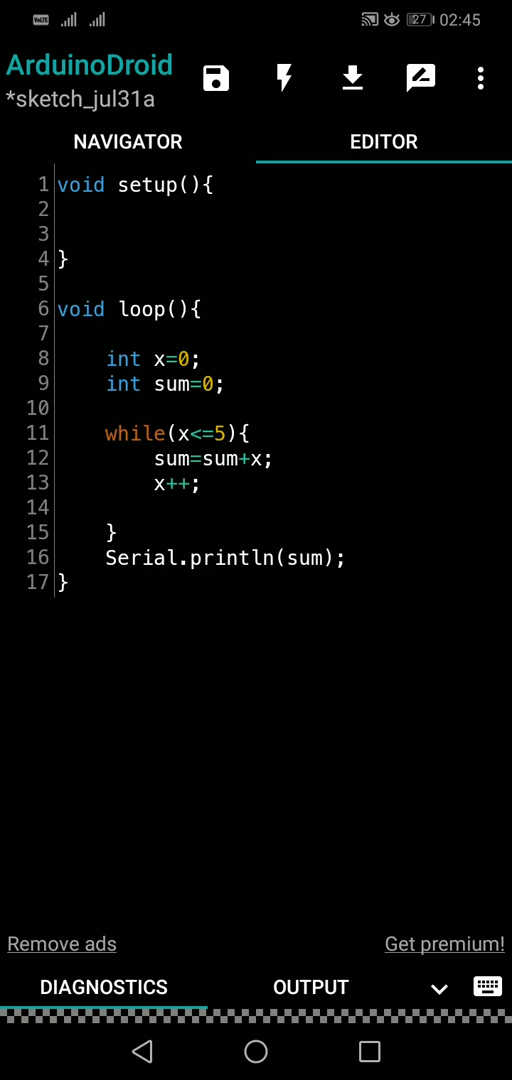 VoLTE 27 02:45
ArduinoDroid
*sketch_jul31a
NAVIGATOR EDITOR
1 void setup(){
2
3
4 }
5
6 void loop(){
7
8 int x=0;
9 int sum=0;
10
11 while(x<=5){
12 sum=sum+x;
13 x++;
14
15 }
16 Serial.println(sum);
17 }
Remove ads Get premium!
DIAGNOSTICS OUTPUT